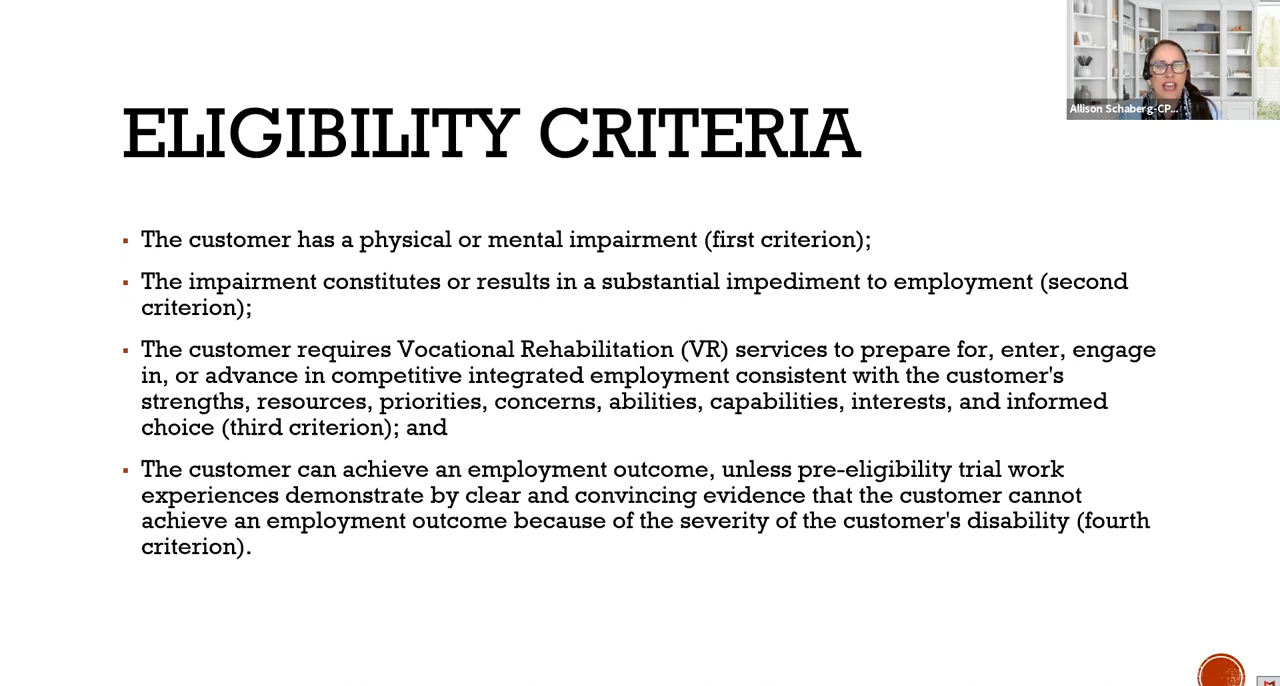 Allison Schaberg-CP...
ELIGIBILITY CRITERIA
▪ The customer has a physical or mental impairment (first criterion);
▪ The impairment constitutes or results in a substantial impediment to employment (second
criterion);
▪ The customer requires Vocational Rehabilitation (VR) services to prepare for, enter, engage
in, or advance in competitive integrated employment consistent with the customer's
strengths, resources, priorities, concerns, abilities, capabilities, interests, and informed
choice (third criterion); and
▪ The customer can achieve an employment outcome, unless pre-eligibility trial work
experiences demonstrate by clear and convincing evidence that the customer cannot
achieve an employment outcome because of the severity of the customer's disability (fourth
criterion).